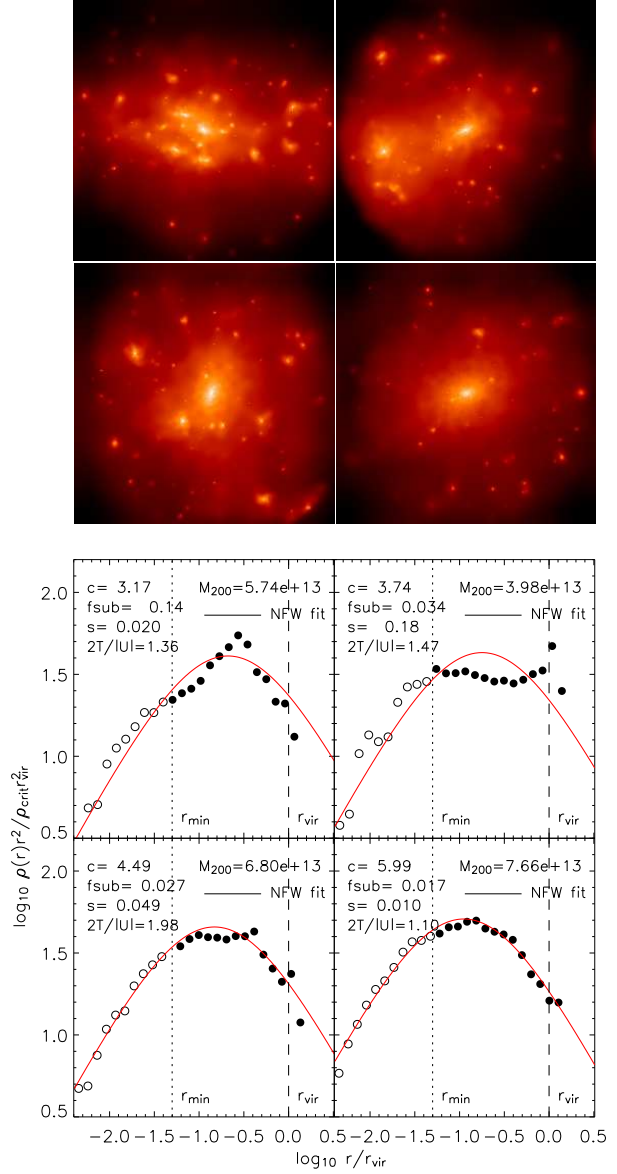 2.0
1.5
1.0
0.5
c= 3.17 M200=5.74e+13
fsub= 0.14 NFW fit
s= 0.020
2T/|U|=1.36
rmin rvir
c= 3.74 M200=3.98e+13
fsub= 0.034 NFW fit
s= 0.18
2T/|U|=1.47
rmin rvir
log10 ρ(r)r²/ρcrit r²vir
2.0
1.5
1.0
0.5
c= 4.49 M200=6.80e+13
fsub= 0.027 NFW fit
s= 0.049
2T/|U|=1.98
rmin rvir
c= 5.99 M200=7.66e+13
fsub= 0.017 NFW fit
s= 0.010
2T/|U|=1.10
rmin rvir
−2.0 −1.5 −1.0 −0.5 0.0 0.5 −2.0 −1.5 −1.0 −0.5 0.0 0.5
log10 r/rvir